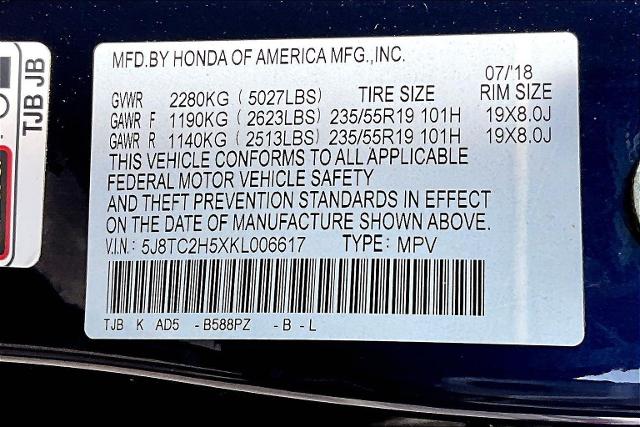 TJB JB
MFD.BY HONDA OF AMERICA MFG.,INC.
07/'18
GVWR 2280KG (5027LBS) TIRE SIZE RIM SIZE
GAWR F 1190KG (2623LBS) 235/55R19 101H 19X8.0J
GAWR R 1140KG (2513LBS) 235/55R19 101H 19X8.0J
THIS VEHICLE CONFORMS TO ALL APPLICABLE
FEDERAL MOTOR VEHICLE SAFETY
AND THEFT PREVENTION STANDARDS IN EFFECT
ON THE DATE OF MANUFACTURE SHOWN ABOVE.
V.I.N.: 5J8TC2H5XKL006617 TYPE: MPV
TJB K AD5 -B588PZ -B -L